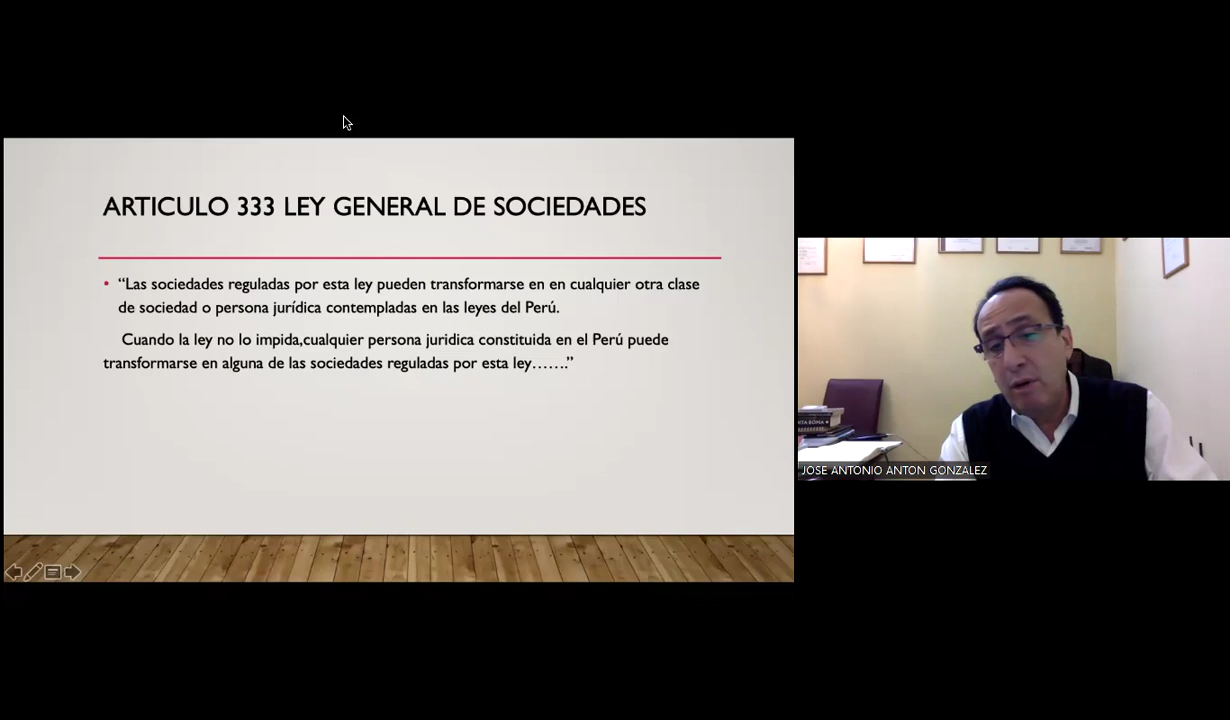 ARTICULO 333 LEY GENERAL DE SOCIEDADES
• “Las sociedades reguladas por esta ley pueden transformarse en en cualquier otra clase
de sociedad o persona jurídica contempladas en las leyes del Perú.
Cuando la ley no lo impida,cualquier persona juridica constituida en el Perú puede
transformarse en alguna de las sociedades reguladas por esta ley…….”
JOSE ANTONIO ANTON GONZALEZ